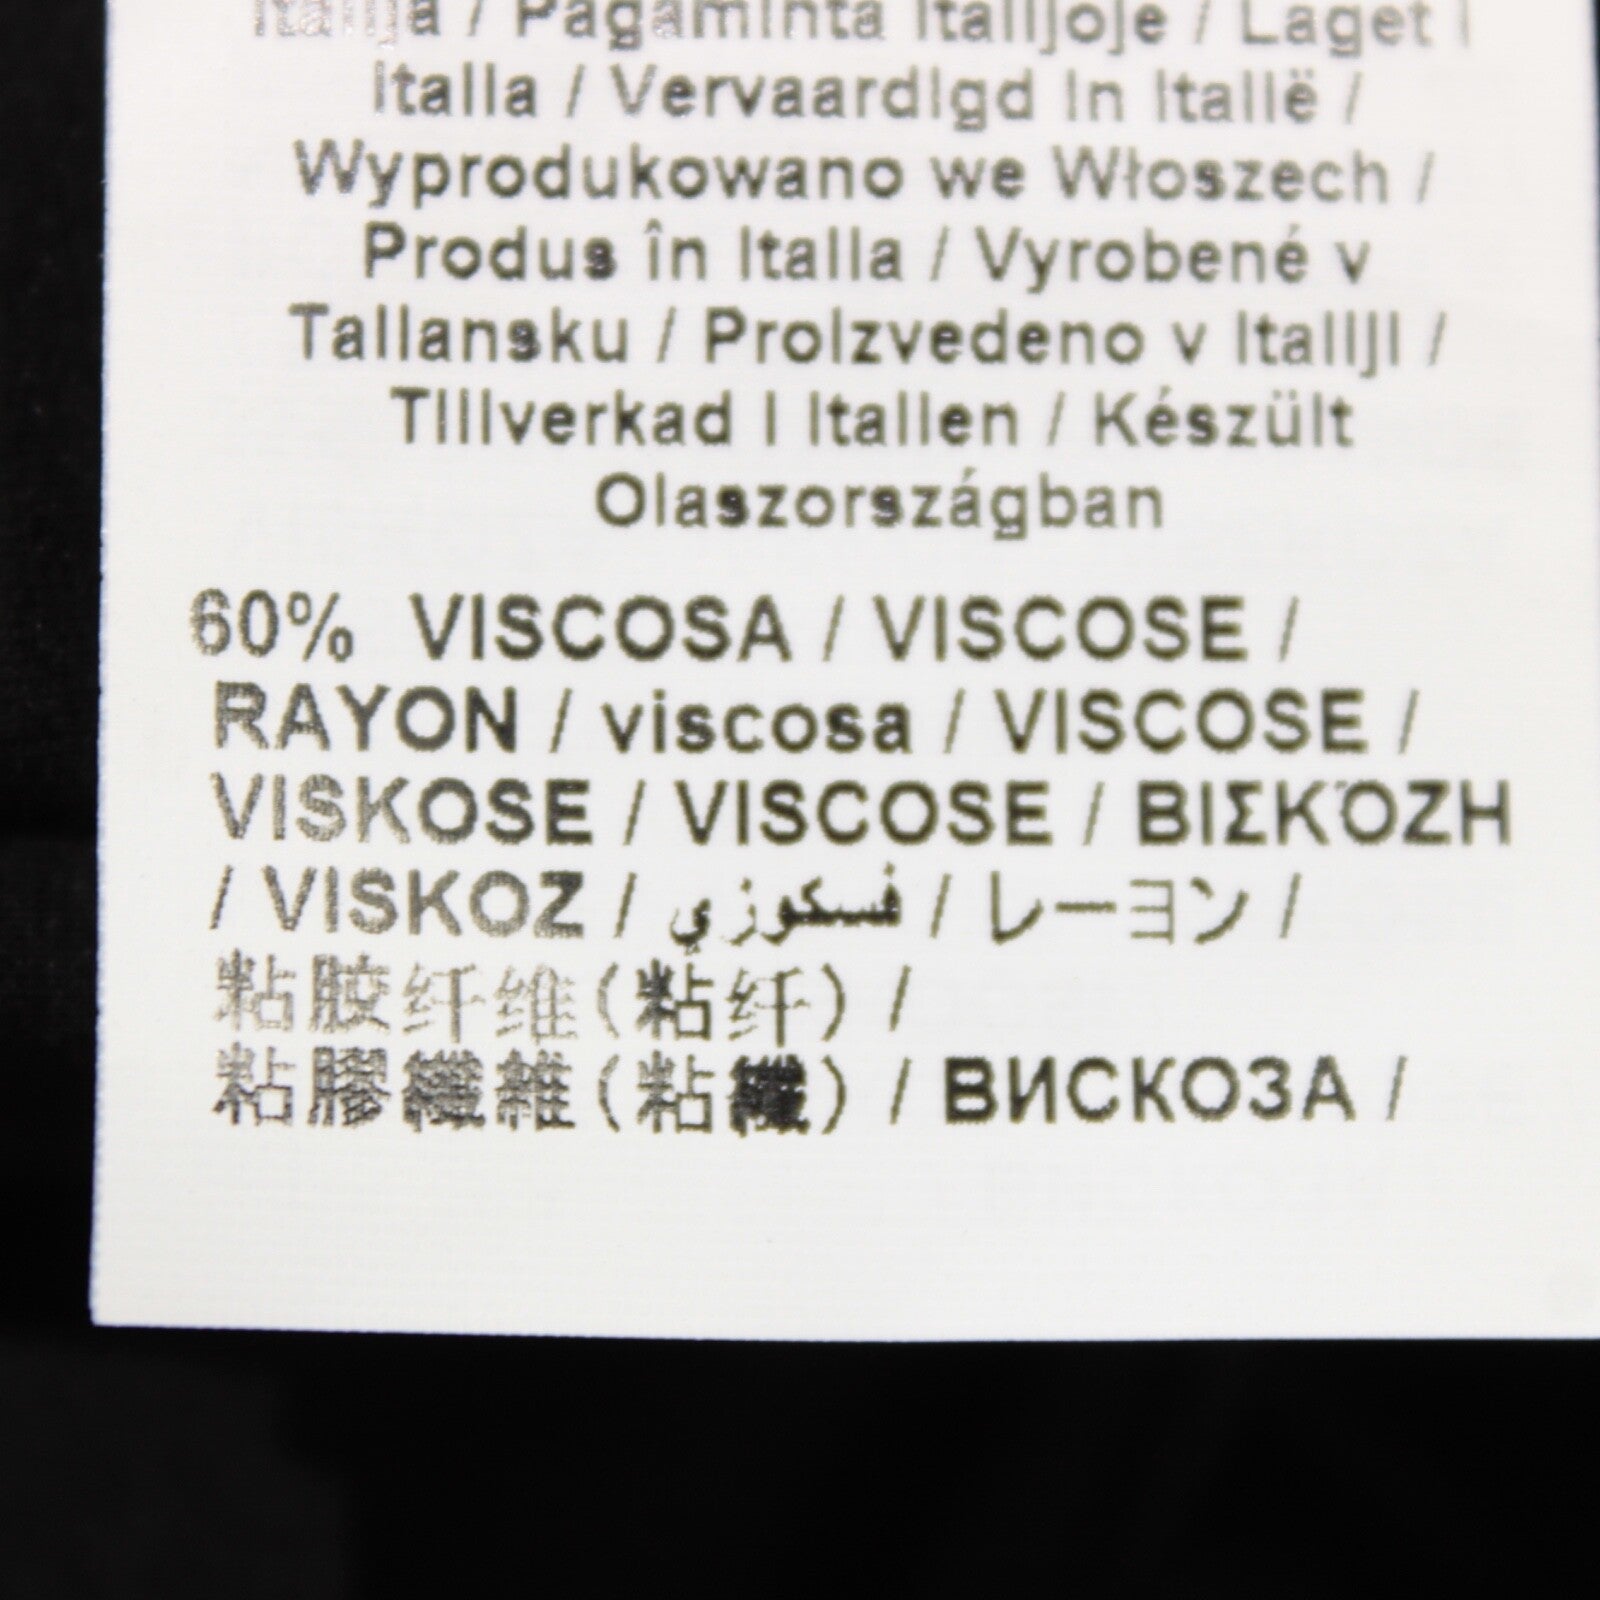 Italija / Pagaminta Italijoje / Laget i
Italia / Vervaardigd in Italië /
Wyprodukowano we Włoszech /
Produs în Italia / Vyrobené v
Taliansku / Proizvedeno v Italiji /
Tillverkad i Italien / Készült
Olaszországban
60% VISCOSA / VISCOSE /
RAYON / viscosa / VISCOSE /
VISKOSE / VISCOSE / ΒΙΣΚΌΖΗ
/ VISKOZ / فسكوزي / レーヨン /
粘胶纤维(粘纤) /
粘膠纖維(粘纖) / ВИСКОЗА /